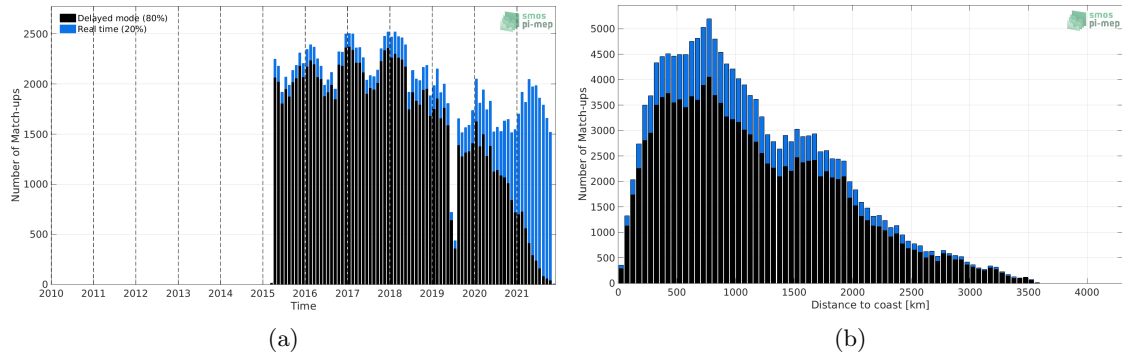 Delayed mode (80%)
Real time (20%)
smos
pi-mep
Number of Match-ups
2500
2000
1500
1000
500
0
2010 2011 2012 2013 2014 2015 2016 2017 2018 2019 2020 2021
Time
(a)
smos
pi-mep
Number of Match-ups
5000
4500
4000
3500
3000
2500
2000
1500
1000
500
0
0 500 1000 1500 2000 2500 3000 3500 4000
Distance to coast [km]
(b)